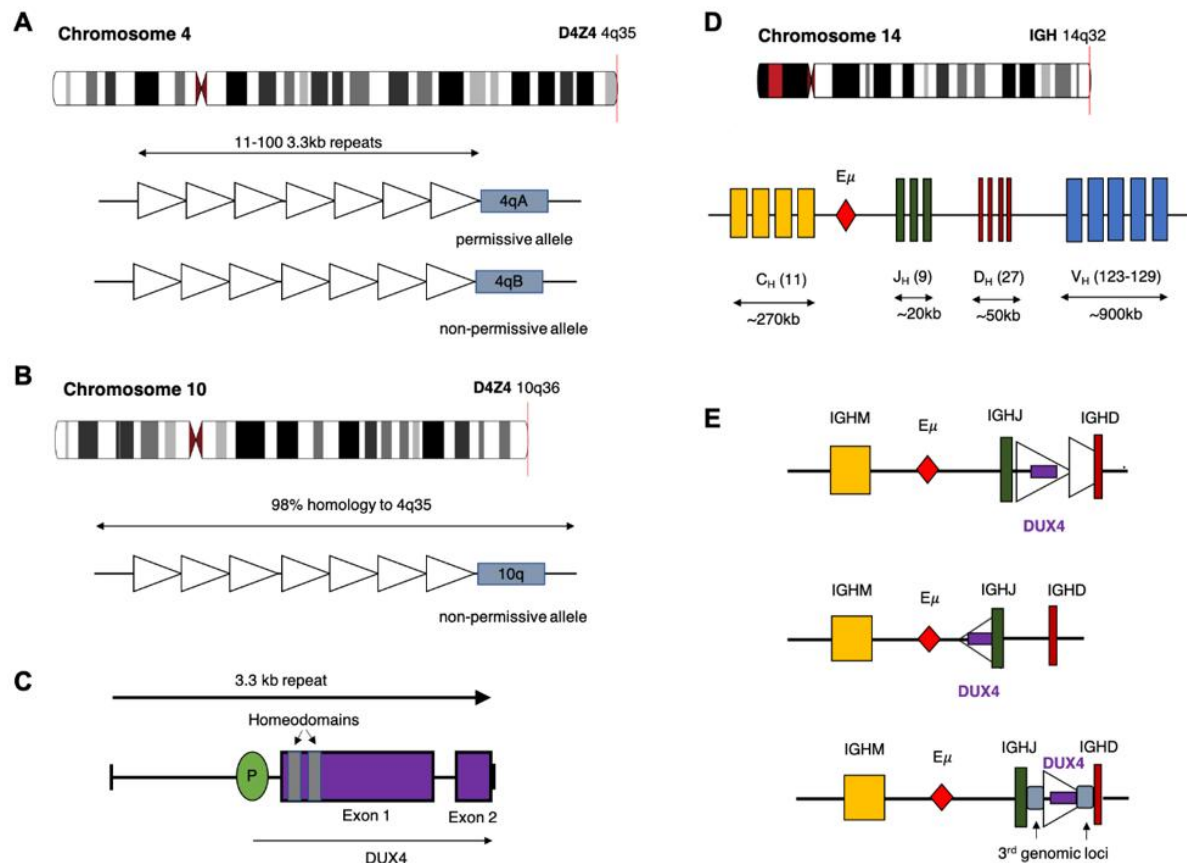 A
Chromosome 4
D4Z4 4q35
11-100 3.3kb repeats
4qA
permissive allele
4qB
non-permissive allele
B
Chromosome 10
D4Z4 10q36
98% homology to 4q35
10q
non-permissive allele
C
3.3 kb repeat
Homeodomains
P
Exon 1
Exon 2
DUX4
D
Chromosome 14
IGH 14q32
Eμ
CH (11)
JH (9)
DH (27)
VH (123-129)
~270kb
~20kb
~50kb
~900kb
E
IGHM
Eμ
IGHJ
IGHD
DUX4
IGHM
Eμ
IGHJ
IGHD
DUX4
IGHM
Eμ
IGHJ
DUX4
IGHD
3rd genomic loci